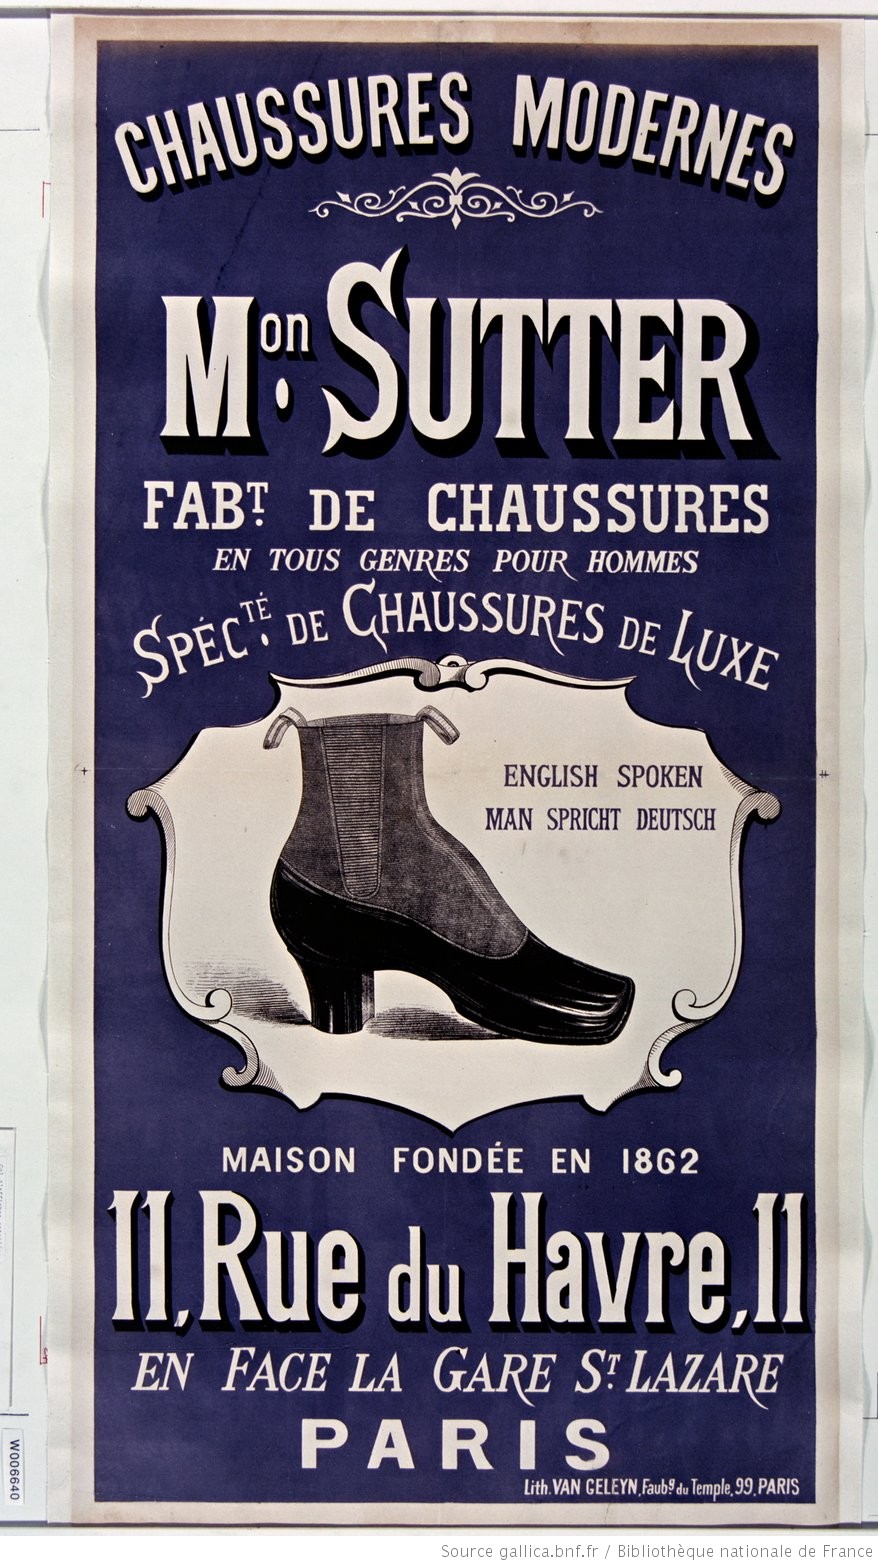 CHAUSSURES MODERNES
Mon. SUTTER
FABT. DE CHAUSSURES
EN TOUS GENRES POUR HOMMES
SPÉCTÉ. DE CHAUSSURES DE LUXE
ENGLISH SPOKEN
MAN SPRICHT DEUTSCH
MAISON FONDÉE EN 1862
11, Rue du Havre, 11
EN FACE LA GARE ST. LAZARE
PARIS
Lith. VAN GELEYN, Faubg du Temple, 99, PARIS
W006640
Source gallica.bnf.fr / Bibliothèque nationale de France